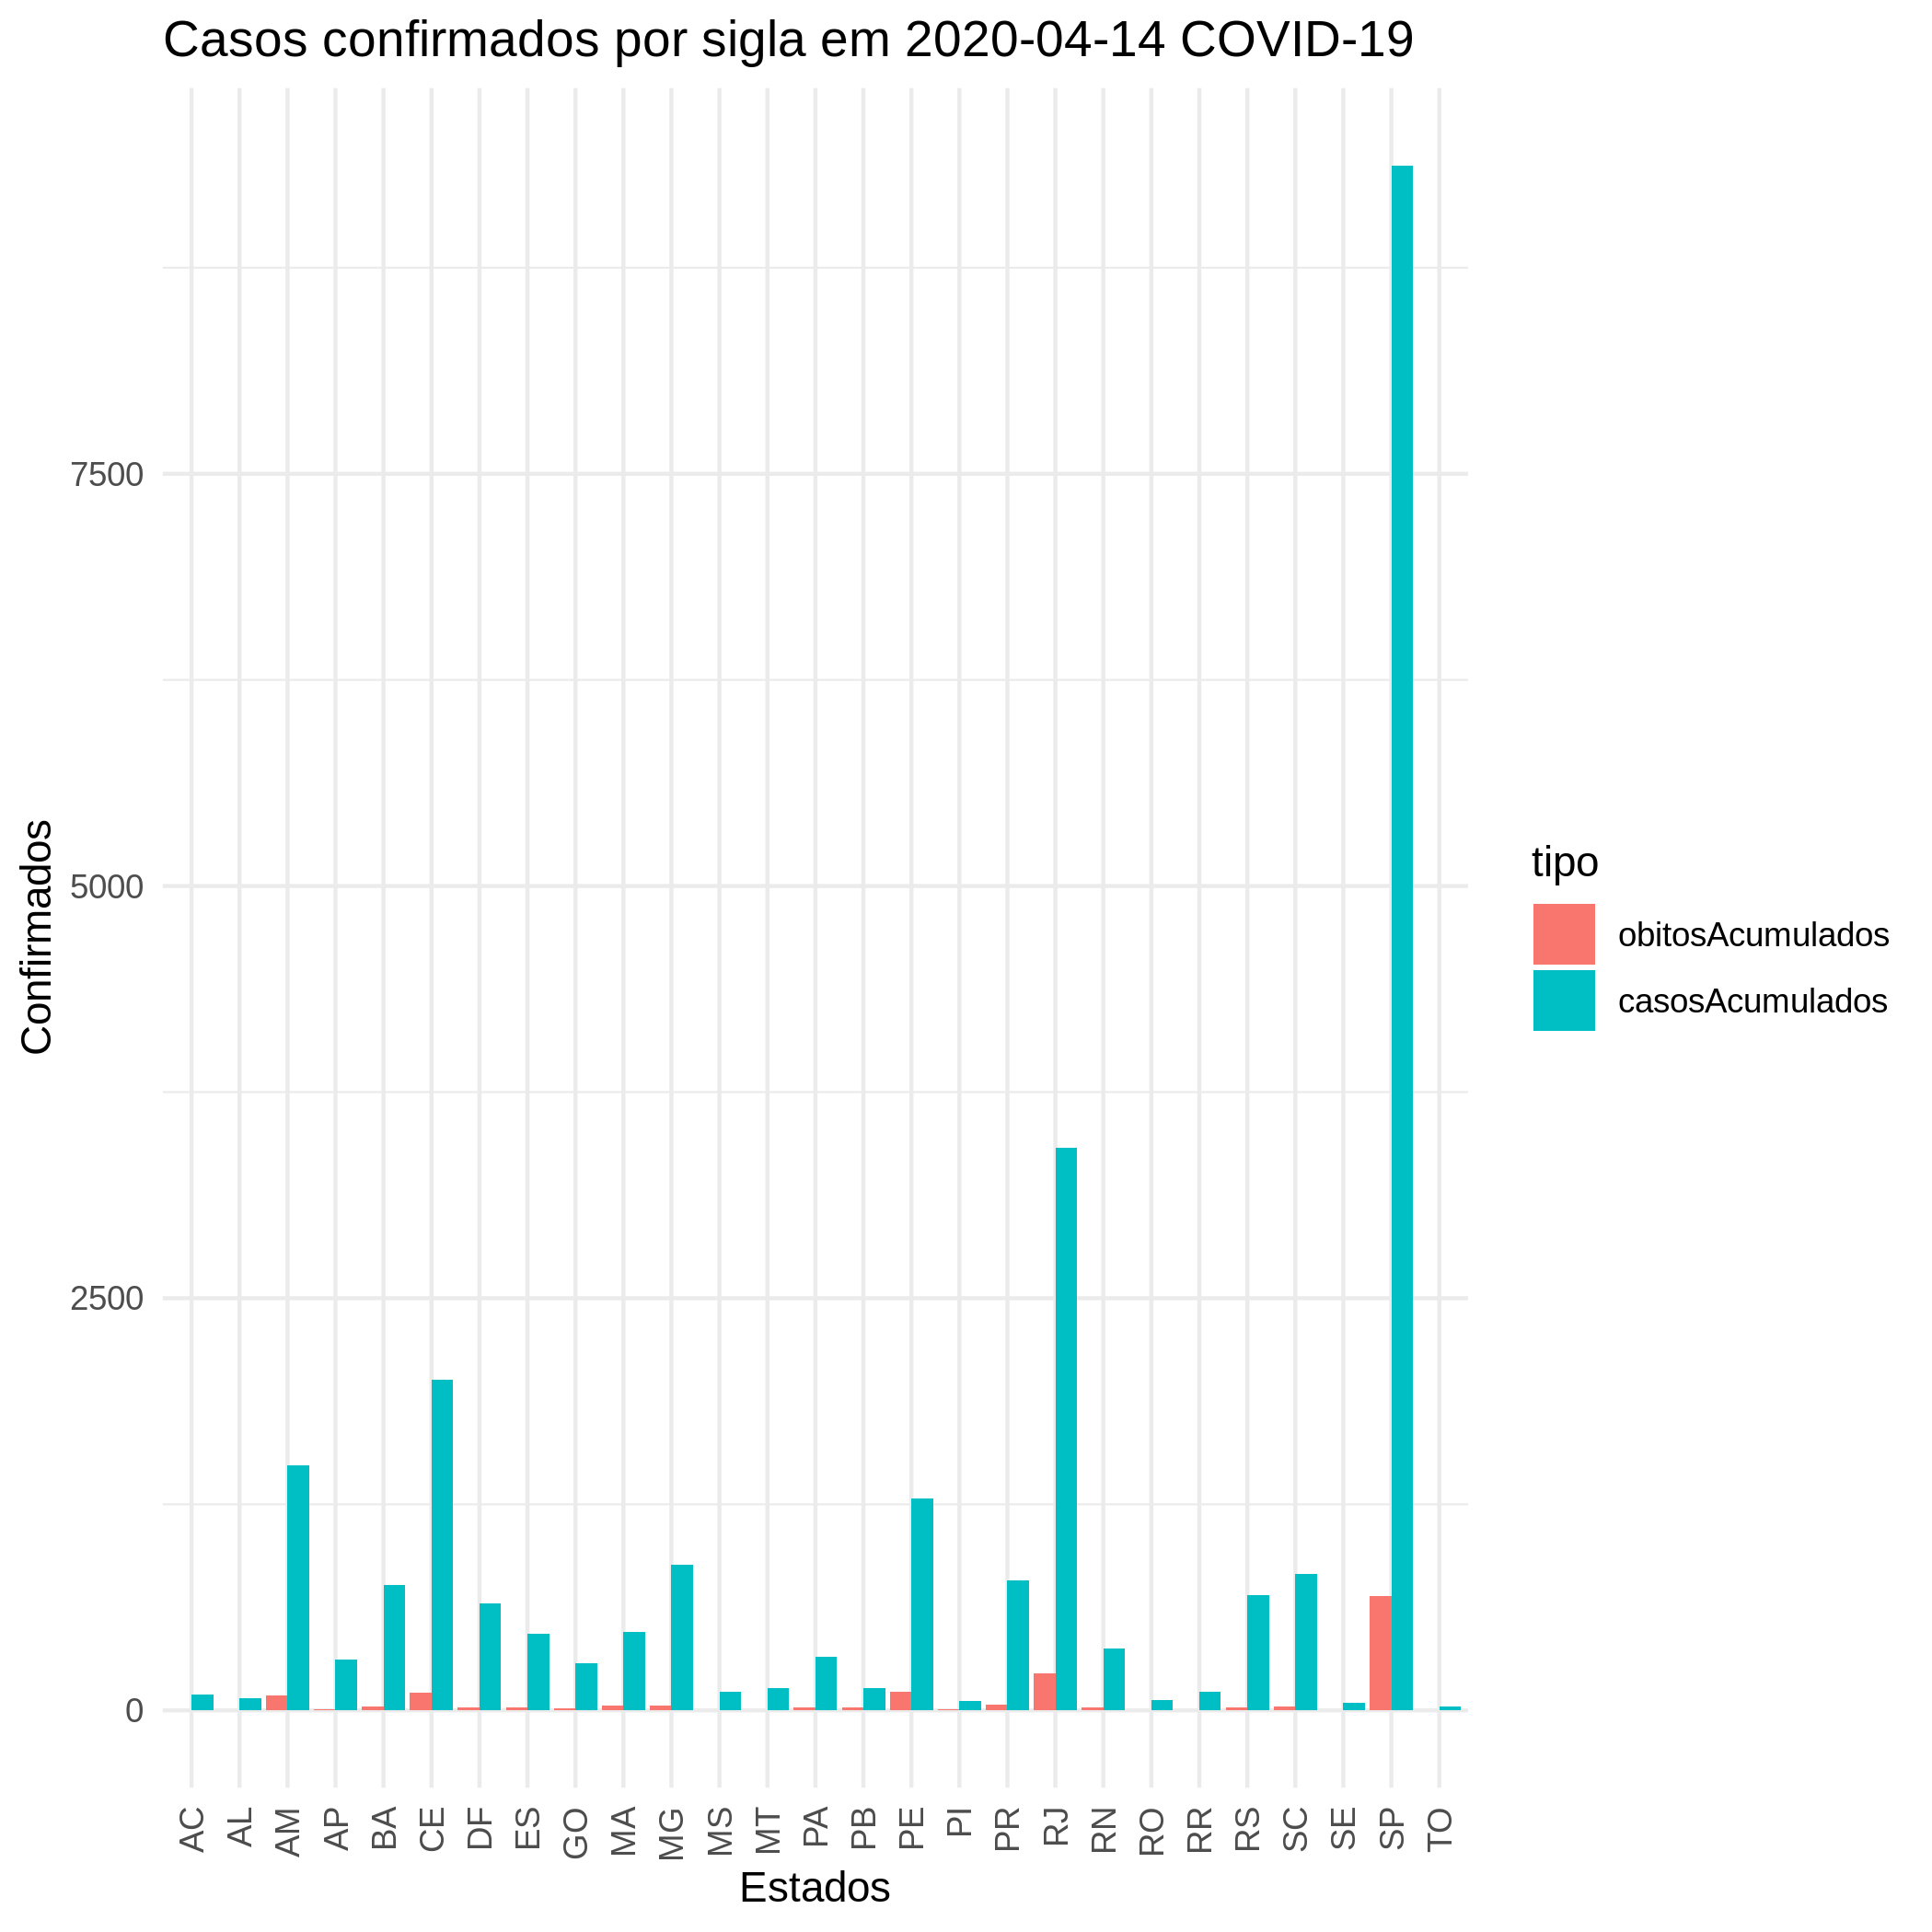 Casos confirmados por sigla em 2020-04-14 COVID-19
Confirmados
7500
5000
2500
0
AC
AL
AM
AP
BA
CE
DF
ES
GO
MA
MG
MS
MT
PA
PB
PE
PI
PR
RJ
RN
RO
RR
RS
SC
SE
SP
TO
Estados
tipo
obitosAcumulados
casosAcumulados